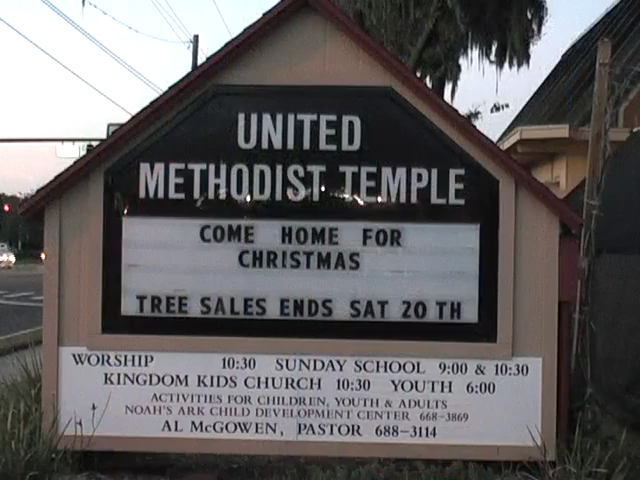 UNITED
METHODIST TEMPLE
COME HOME FOR
CHRISTMAS
TREE SALES ENDS SAT 20 TH
WORSHIP 10:30 SUNDAY SCHOOL 9:00 & 10:30
KINGDOM KIDS CHURCH 10:30 YOUTH 6:00
ACTIVITIES FOR CHILDREN, YOUTH & ADULTS
NOAH'S ARK CHILD DEVELOPMENT CENTER 668-3869
AL McGOWEN, PASTOR 688-3114